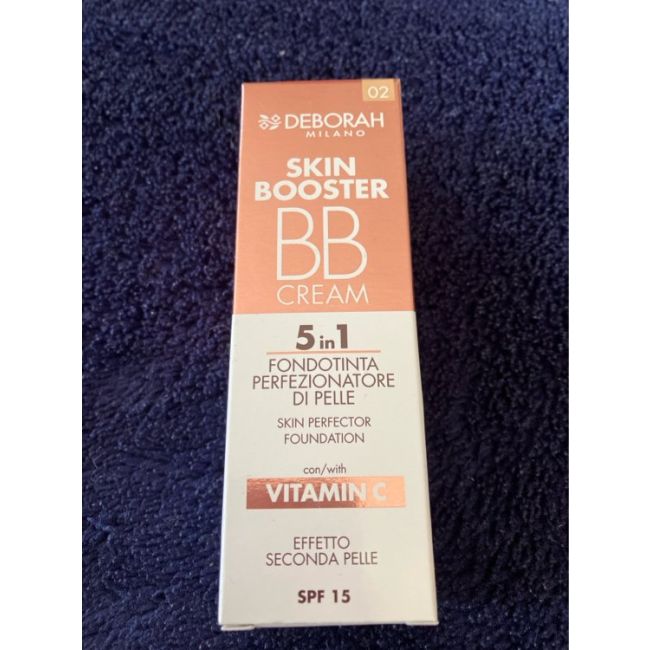 02
DEBORAH
MILANO
SKIN
BOOSTER
BB
CREAM
5 in 1
FONDOTINTA
PERFEZIONATORE
DI PELLE
SKIN PERFECTOR
FOUNDATION
con/with
VITAMIN C
EFFETTO
SECONDA PELLE
SPF 15